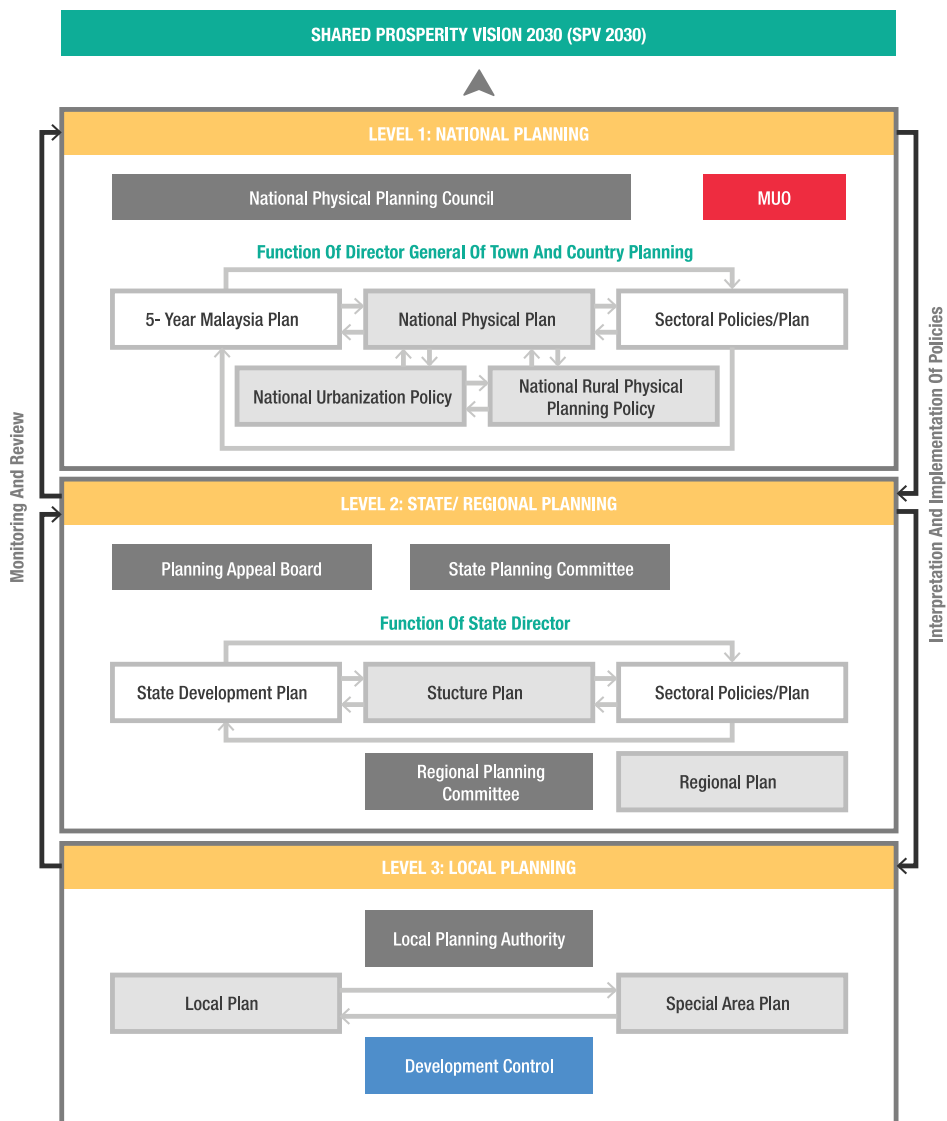 SHARED PROSPERITY VISION 2030 (SPV 2030)
LEVEL 1: NATIONAL PLANNING
National Physical Planning Council
MUO
Function Of Director General Of Town And Country Planning
5- Year Malaysia Plan
National Physical Plan
Sectoral Policies/Plan
National Urbanization Policy
National Rural Physical
Planning Policy
Monitoring And Review
Interpretation And Implementation Of Policies
LEVEL 2: STATE/ REGIONAL PLANNING
Planning Appeal Board
State Planning Committee
Function Of State Director
State Development Plan
Stucture Plan
Sectoral Policies/Plan
Regional Planning
Committee
Regional Plan
LEVEL 3: LOCAL PLANNING
Local Planning Authority
Local Plan
Special Area Plan
Development Control